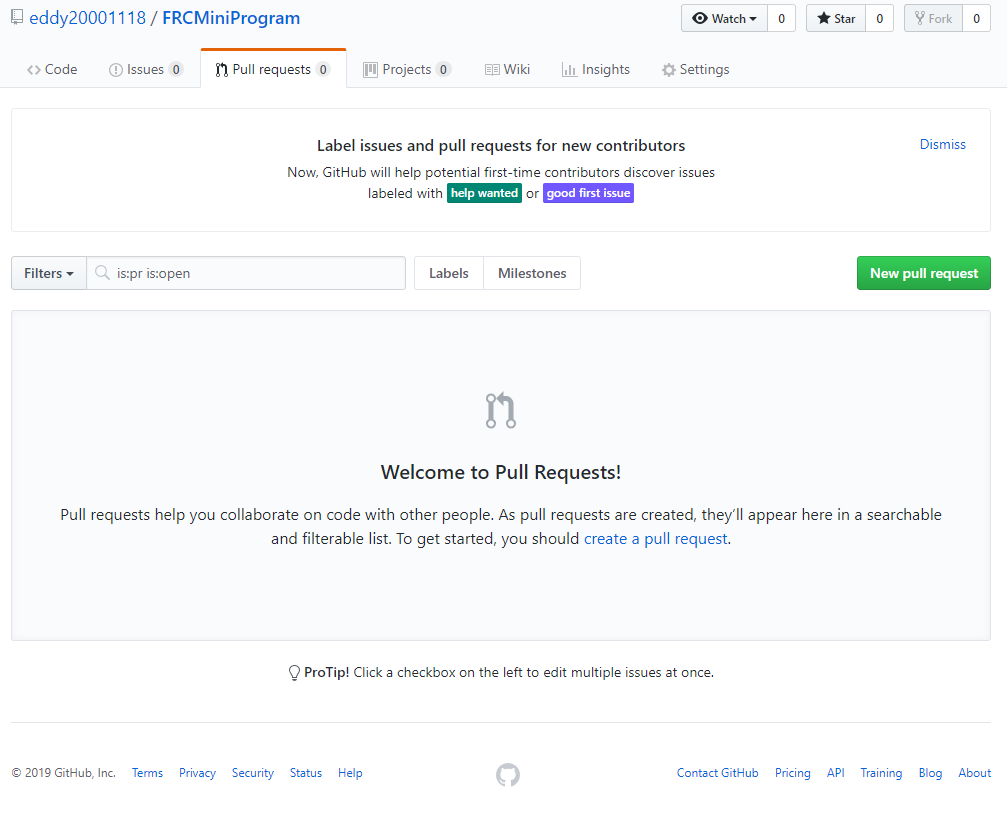 eddy20001118 / FRCMiniProgram Watch 0 Star 0 Fork 0
Code Issues 0 Pull requests 0 Projects 0 Wiki Insights Settings
Label issues and pull requests for new contributors
Dismiss
Now, GitHub will help potential first-time contributors discover issues
labeled with help wanted or good first issue
Filters is:pr is:open Labels Milestones New pull request
Welcome to Pull Requests!
Pull requests help you collaborate on code with other people. As pull requests are created, they’ll appear here in a searchable
and filterable list. To get started, you should create a pull request.
ProTip! Click a checkbox on the left to edit multiple issues at once.
© 2019 GitHub, Inc. Terms Privacy Security Status Help Contact GitHub Pricing API Training Blog About